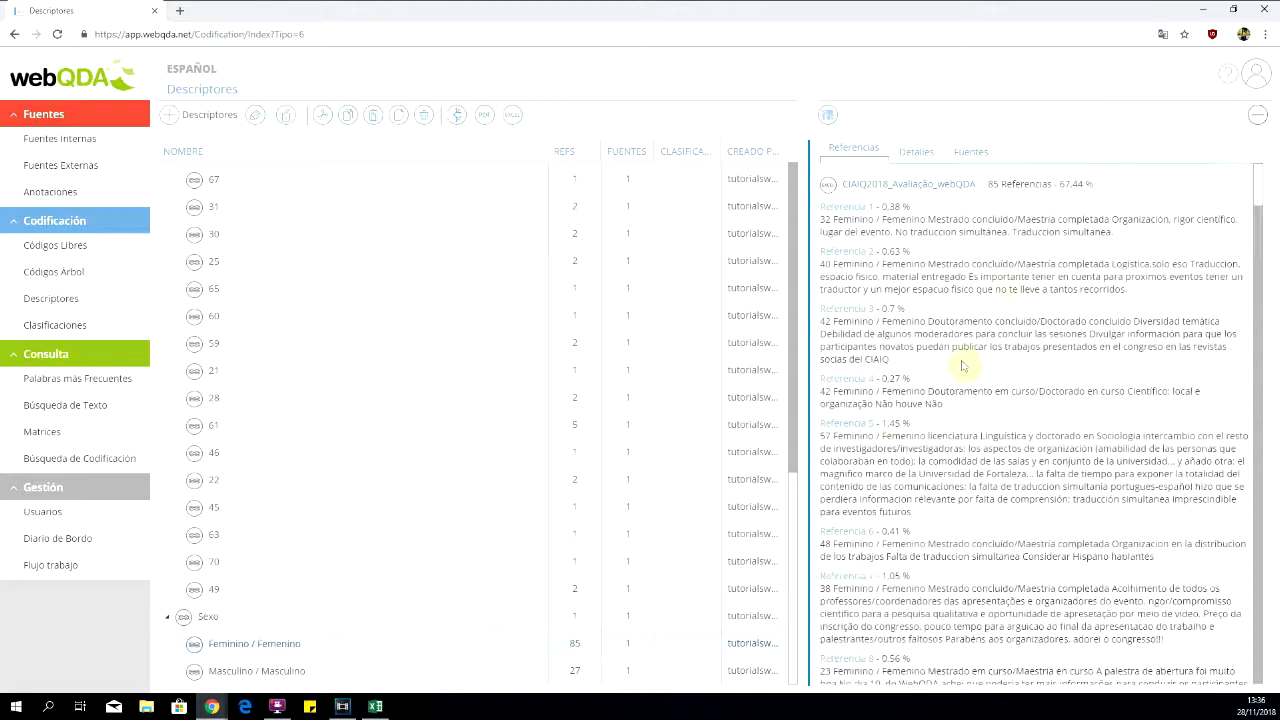 Descriptores
https://app.webqda.net/Codification/Index?Tipo=6
webQDA
ESPAÑOL
Descriptores
Fuentes
Fuentes Internas
Fuentes Externas
Anotaciones
Codificación
Códigos Libres
Códigos Árbol
Descriptores
Clasificaciones
Consulta
Palabras más Frecuentes
Búsqueda de Texto
Matrices
Búsqueda de Codificación
Gestión
Usuarios
Diario de Bordo
Flujo trabajo
Descriptores
PDF
EXCEL
NOMBRE REFS FUENTES CLASIFICA... CREADO P...
67 1 1 tutorialsw...
31 2 1 tutorialsw...
30 2 1 tutorialsw...
25 2 1 tutorialsw...
65 1 1 tutorialsw...
60 1 1 tutorialsw...
59 2 1 tutorialsw...
21 1 1 tutorialsw...
28 2 1 tutorialsw...
61 5 1 tutorialsw...
46 1 1 tutorialsw...
22 2 1 tutorialsw...
45 1 1 tutorialsw...
63 1 1 tutorialsw...
70 1 1 tutorialsw...
49 2 1 tutorialsw...
Sexo 1 1 tutorialsw...
Feminino / Femenino 85 1 tutorialsw...
Masculino / Masculino 27 1 tutorialsw...
Referencias Detalles Fuentes
EXCEL CIAIQ2018_Avaliação_webQDA 85 Referencias - 67.44 %
Referencia 1 - 0,38 %
32 Feminino / Femenino Mestrado concluído/Maestría completada Organización, rigor científico,
lugar del evento. No traducción simultánea. Traduccion simultanea.
Referencia 2 - 0.63 %
40 Feminino / Femenino Mestrado concluído/Maestría completada Logística,solo eso Traduccion,
espacio fisico, material entregado Es importante tener en cuenta para proximos eventos tener un
traductor y un mejor espacuo fisico que no te lleve a tantos recorridos.
Referencia 3 - 0.7 %
42 Feminino / Femenino Doutoramento concluído/Doctorado concluído Diversidad temática
Debilidad de algunos moderadores para concluir las sesiones Divulgar información para que los
participantes novatos puedan publicar los trabajos presentados en el congreso en las revistas
socias del CIAIQ
Referencia 4 - 0.27 %
42 Feminino / Femenino Doutoramento em curso/Doctorado en curso Científico: local e
organização Não houve Não
Referencia 5 - 1.45 %
57 Feminino / Femenino licenciatura Linguística y doctorado en Sociologia intercambio con el resto
de investigadores/investigadoras; los aspectos de organización (amabilidad de las personas que
colaboraban en todo); la comodidad de las salas y en conjunto de la universidad... y añado otra: el
magnífico marco de la Universidad de Fortaleza... la falta de tiempo para exponer la totalidad del
contenido de las comunicaciones; la falta de traduccion simultánia portugués-español hizo que se
perdiera informacion relevante por falta de comprensión; traducción simultánea imprescindible
para eventos futuros
Referencia 6 - 0.41 %
48 Feminino / Femenino Mestrado concluído/Maestría completada Organizacion en la distribucion
de los trabajos Falta de traduccion simultanea Considerar Hispano hablantes
Referencia 7 - 1.05 %
38 Feminino / Femenino Mestrado concluído/Maestría completada Acolhimento de todos os
professores/coordenadores das apresentações e organizadores do evento, rigor/compromisso
científico para a pesquisa qualitativa e oportunidade de apresetação por meio de vídeo. Preço da
inscrição do congresso, pouco tempo para arguicao ao final da apresentacao do trabalho e
palestrantes/outros faltosos Parabéns aos organizadores, adorei o congresso!!!
Referencia 8 - 0.56 %
23 Feminino / Femenino Mestrado em curso/Maestría en curso A palestra de abertura foi muito
13:36
28/11/2018